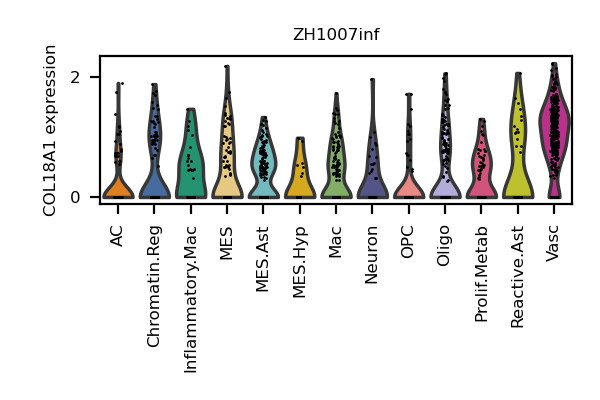 ZH1007inf
COL18A1 expression
2
0
AC
Chromatin.Reg
Inflammatory.Mac
MES
MES.Ast
MES.Hyp
Mac
Neuron
OPC
Oligo
Prolif.Metab
Reactive.Ast
Vasc